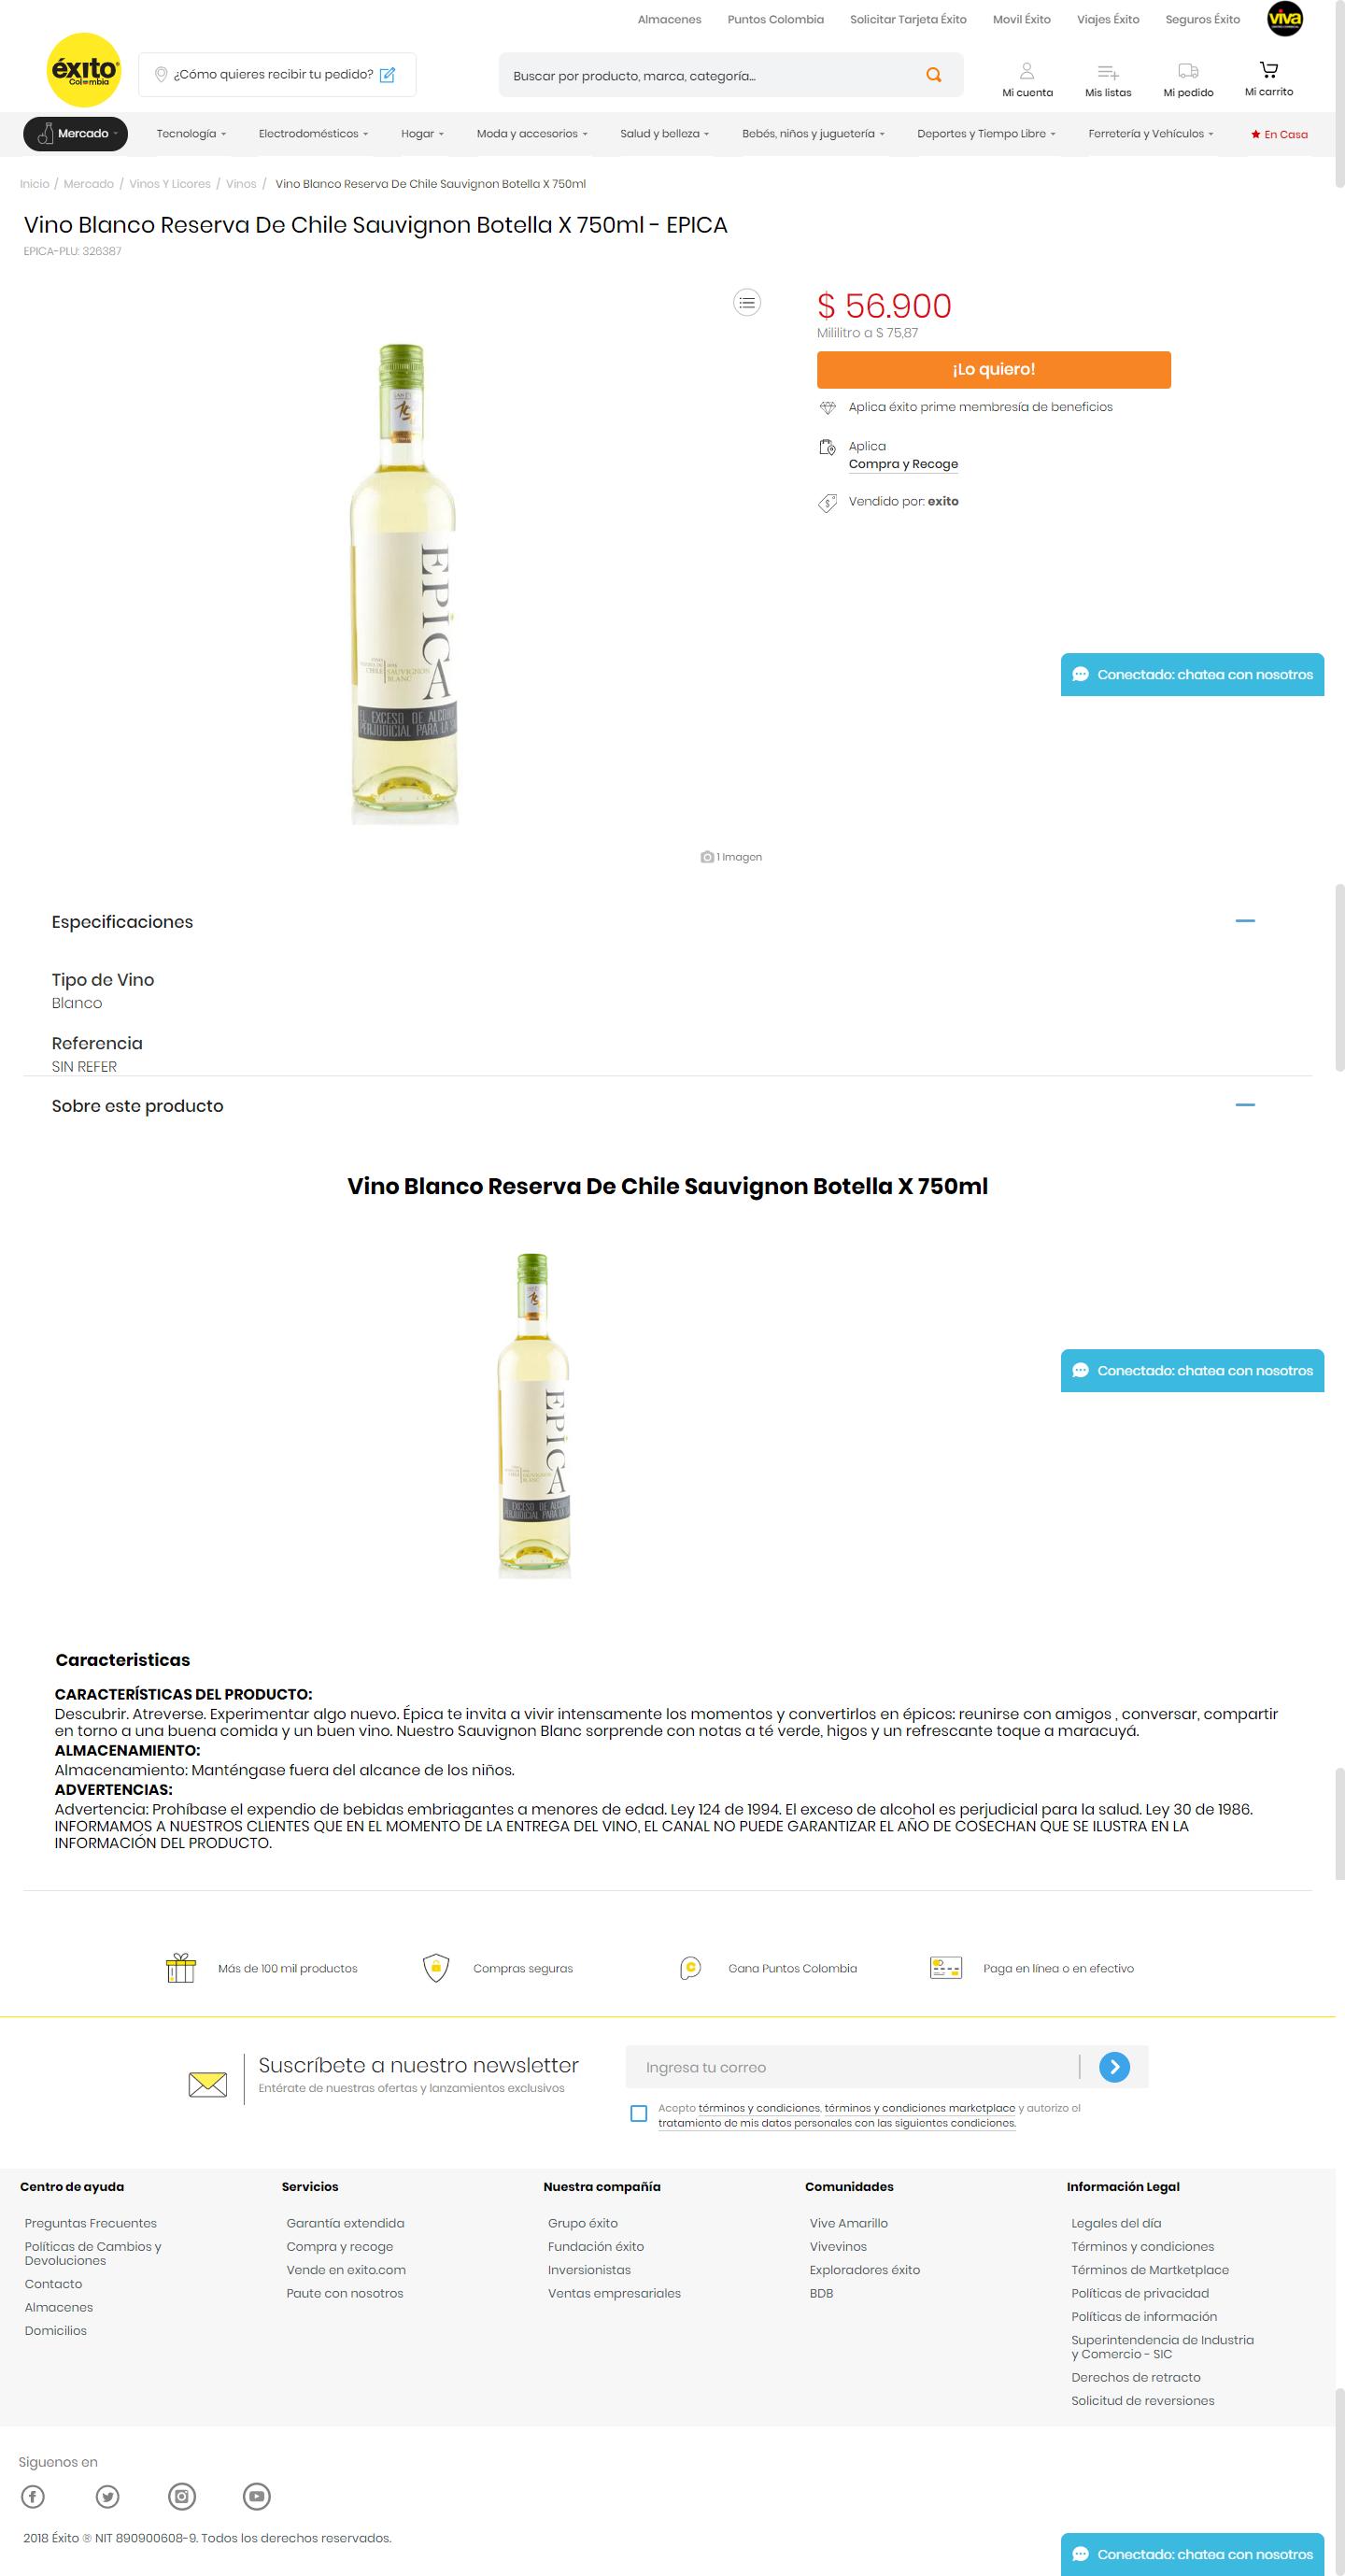 Almacenes Puntos Colombia Solicitar Tarjeta Éxito Movil Éxito Viajes Éxito Seguros Éxito viva
éxito
Colombia
¿Cómo quieres recibir tu pedido?
Buscar por producto, marca, categoría...
Mi cuenta Mis listas Mi pedido Mi carrito
Mercado Tecnología Electrodomésticos Hogar Moda y accesorios Salud y belleza Bebés, niños y juguetería Deportes y Tiempo Libre Ferretería y Vehículos En Casa
Inicio / Mercado / Vinos Y Licores / Vinos / Vino Blanco Reserva De Chile Sauvignon Botella X 750ml
Vino Blanco Reserva De Chile Sauvignon Botella X 750ml - EPICA
EPICA-PLU: 326387
$ 56.900
Mililitro a $ 75,87
¡Lo quiero!
Aplica éxito prime membresía de beneficios
Aplica
Compra y Recoge
Vendido por: exito
EPICA
CHILE SAUVIGNON
BLANC
EL EXCESO DE ALCOHO
PERJUDICIAL PARA LA
Conectado: chatea con nosotros
1 Imagen
Especificaciones
Tipo de Vino
Blanco
Referencia
SIN REFER
Sobre este producto
Vino Blanco Reserva De Chile Sauvignon Botella X 750ml
EPICA
EL EXCESO DE ALCOHO
PERJUDICIAL PARA LA
Conectado: chatea con nosotros
Caracteristicas
CARACTERÍSTICAS DEL PRODUCTO:
Descubrir. Atreverse. Experimentar algo nuevo. Épica te invita a vivir intensamente los momentos y convertirlos en épicos: reunirse con amigos , conversar, compartir
en torno a una buena comida y un buen vino. Nuestro Sauvignon Blanc sorprende con notas a té verde, higos y un refrescante toque a maracuyá.
ALMACENAMIENTO:
Almacenamiento: Manténgase fuera del alcance de los niños.
ADVERTENCIAS:
Advertencia: Prohíbase el expendio de bebidas embriagantes a menores de edad. Ley 124 de 1994. El exceso de alcohol es perjudicial para la salud. Ley 30 de 1986.
INFORMAMOS A NUESTROS CLIENTES QUE EN EL MOMENTO DE LA ENTREGA DEL VINO, EL CANAL NO PUEDE GARANTIZAR EL AÑO DE COSECHAN QUE SE ILUSTRA EN LA
INFORMACIÓN DEL PRODUCTO.
Más de 100 mil productos Compras seguras Gana Puntos Colombia Paga en línea o en efectivo
Suscríbete a nuestro newsletter
Entérate de nuestras ofertas y lanzamientos exclusivos
Ingresa tu correo
Acepto términos y condiciones, términos y condiciones marketplace y autorizo el
tratamiento de mis datos personales con las siguientes condiciones.
Centro de ayuda
Preguntas Frecuentes
Políticas de Cambios y
Devoluciones
Contacto
Almacenes
Domicilios
Servicios
Garantía extendida
Compra y recoge
Vende en exito.com
Paute con nosotros
Nuestra compañía
Grupo éxito
Fundación éxito
Inversionistas
Ventas empresariales
Comunidades
Vive Amarillo
Vivevinos
Exploradores éxito
BDB
Información Legal
Legales del día
Términos y condiciones
Términos de Martketplace
Políticas de privacidad
Políticas de información
Superintendencia de Industria
y Comercio - SIC
Derechos de retracto
Solicitud de reversiones
Siguenos en
2018 Éxito ® NIT 890900608-9. Todos los derechos reservados.
Conectado: chatea con nosotros